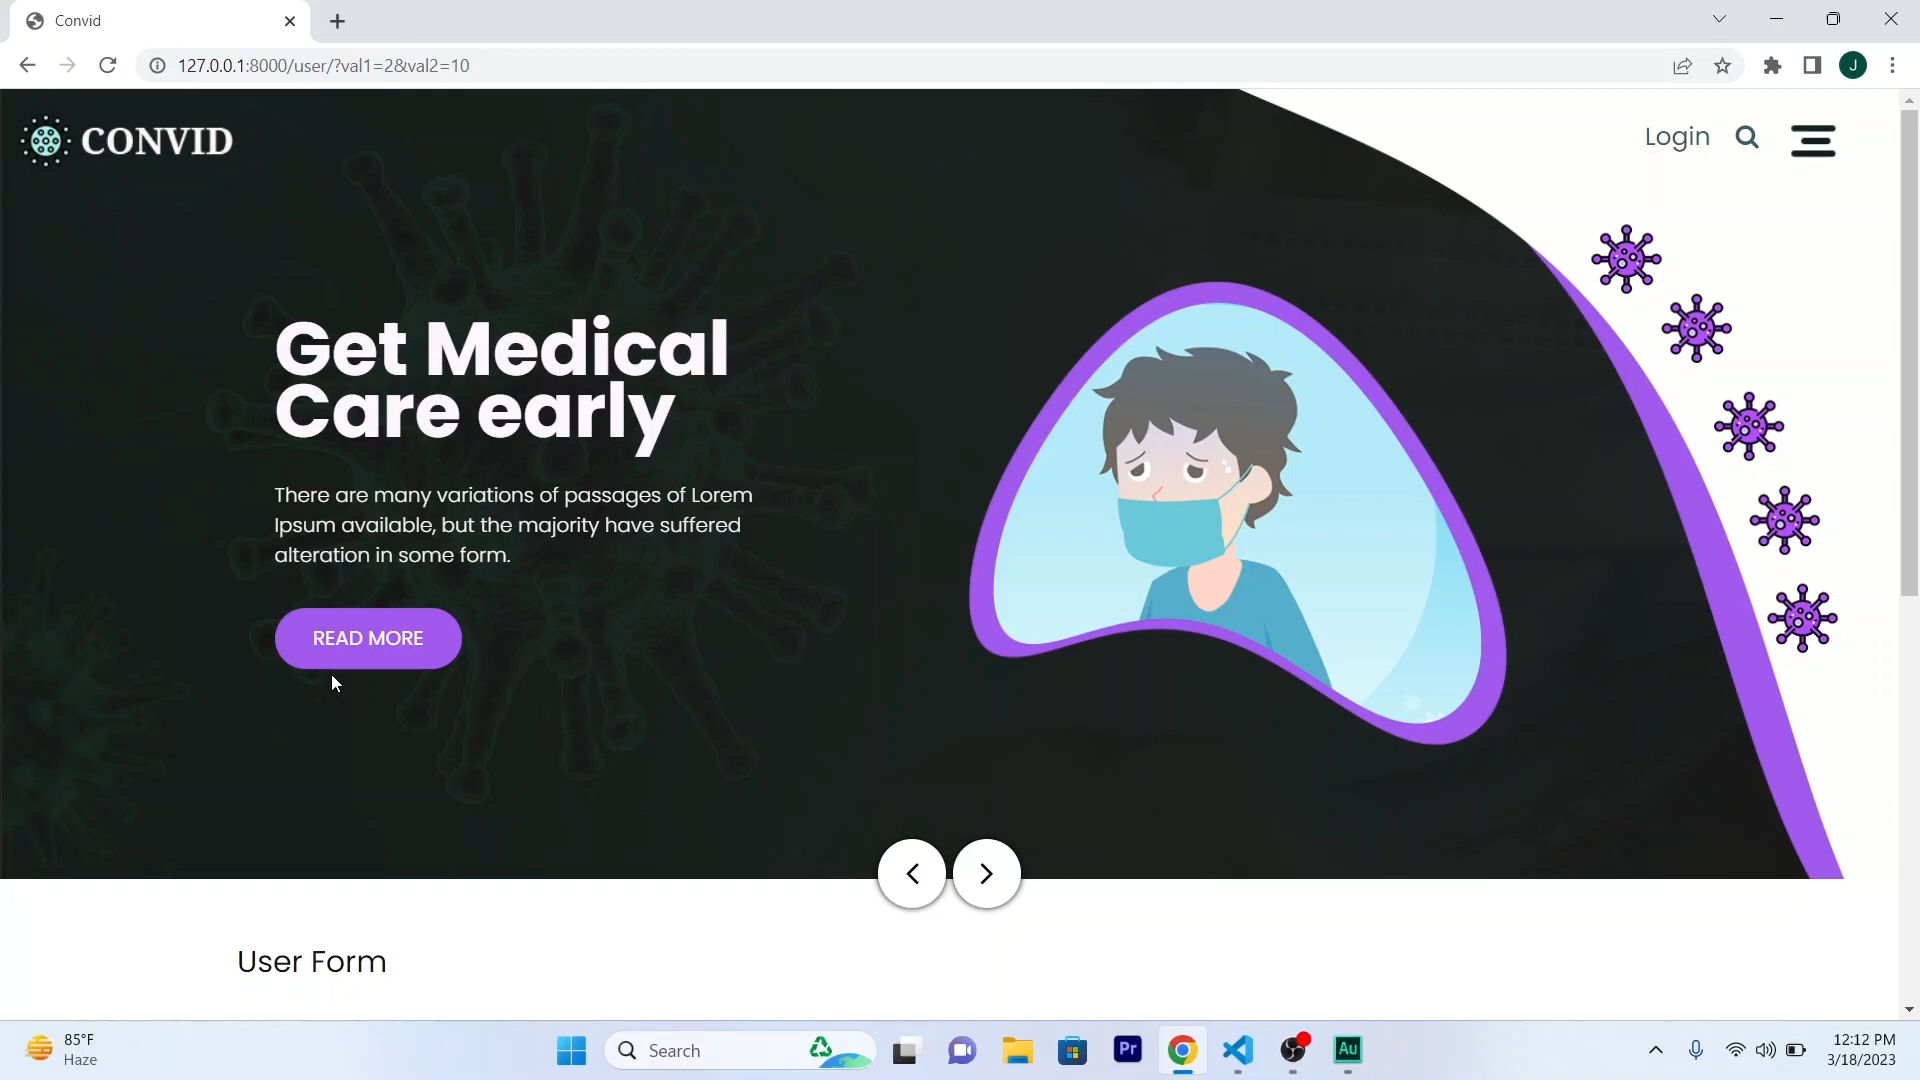 Convid
127.0.0.1:8000/user/?val1=2&val2=10
J
CONVID
Login
Get Medical
Care early
There are many variations of passages of Lorem
Ipsum available, but the majority have suffered
alteration in some form.
READ MORE
User Form
85°F
Haze
Search
Pr
Au
12:12 PM
3/18/2023